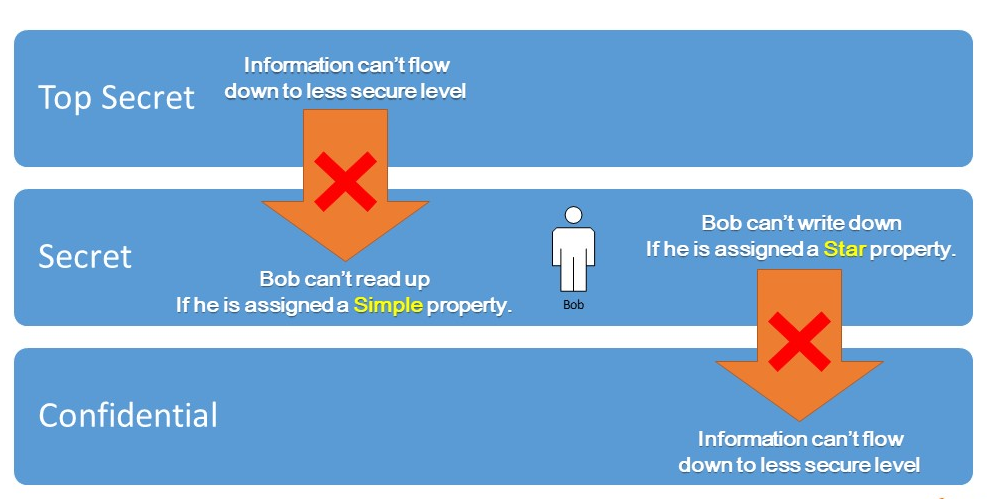 Top Secret
Information can't flow
down to less secure level
Secret
Bob can't read up
If he is assigned a Simple property.
Bob
Bob can't write down
If he is assigned a Star property.
Confidential
Information can't flow
down to less secure level